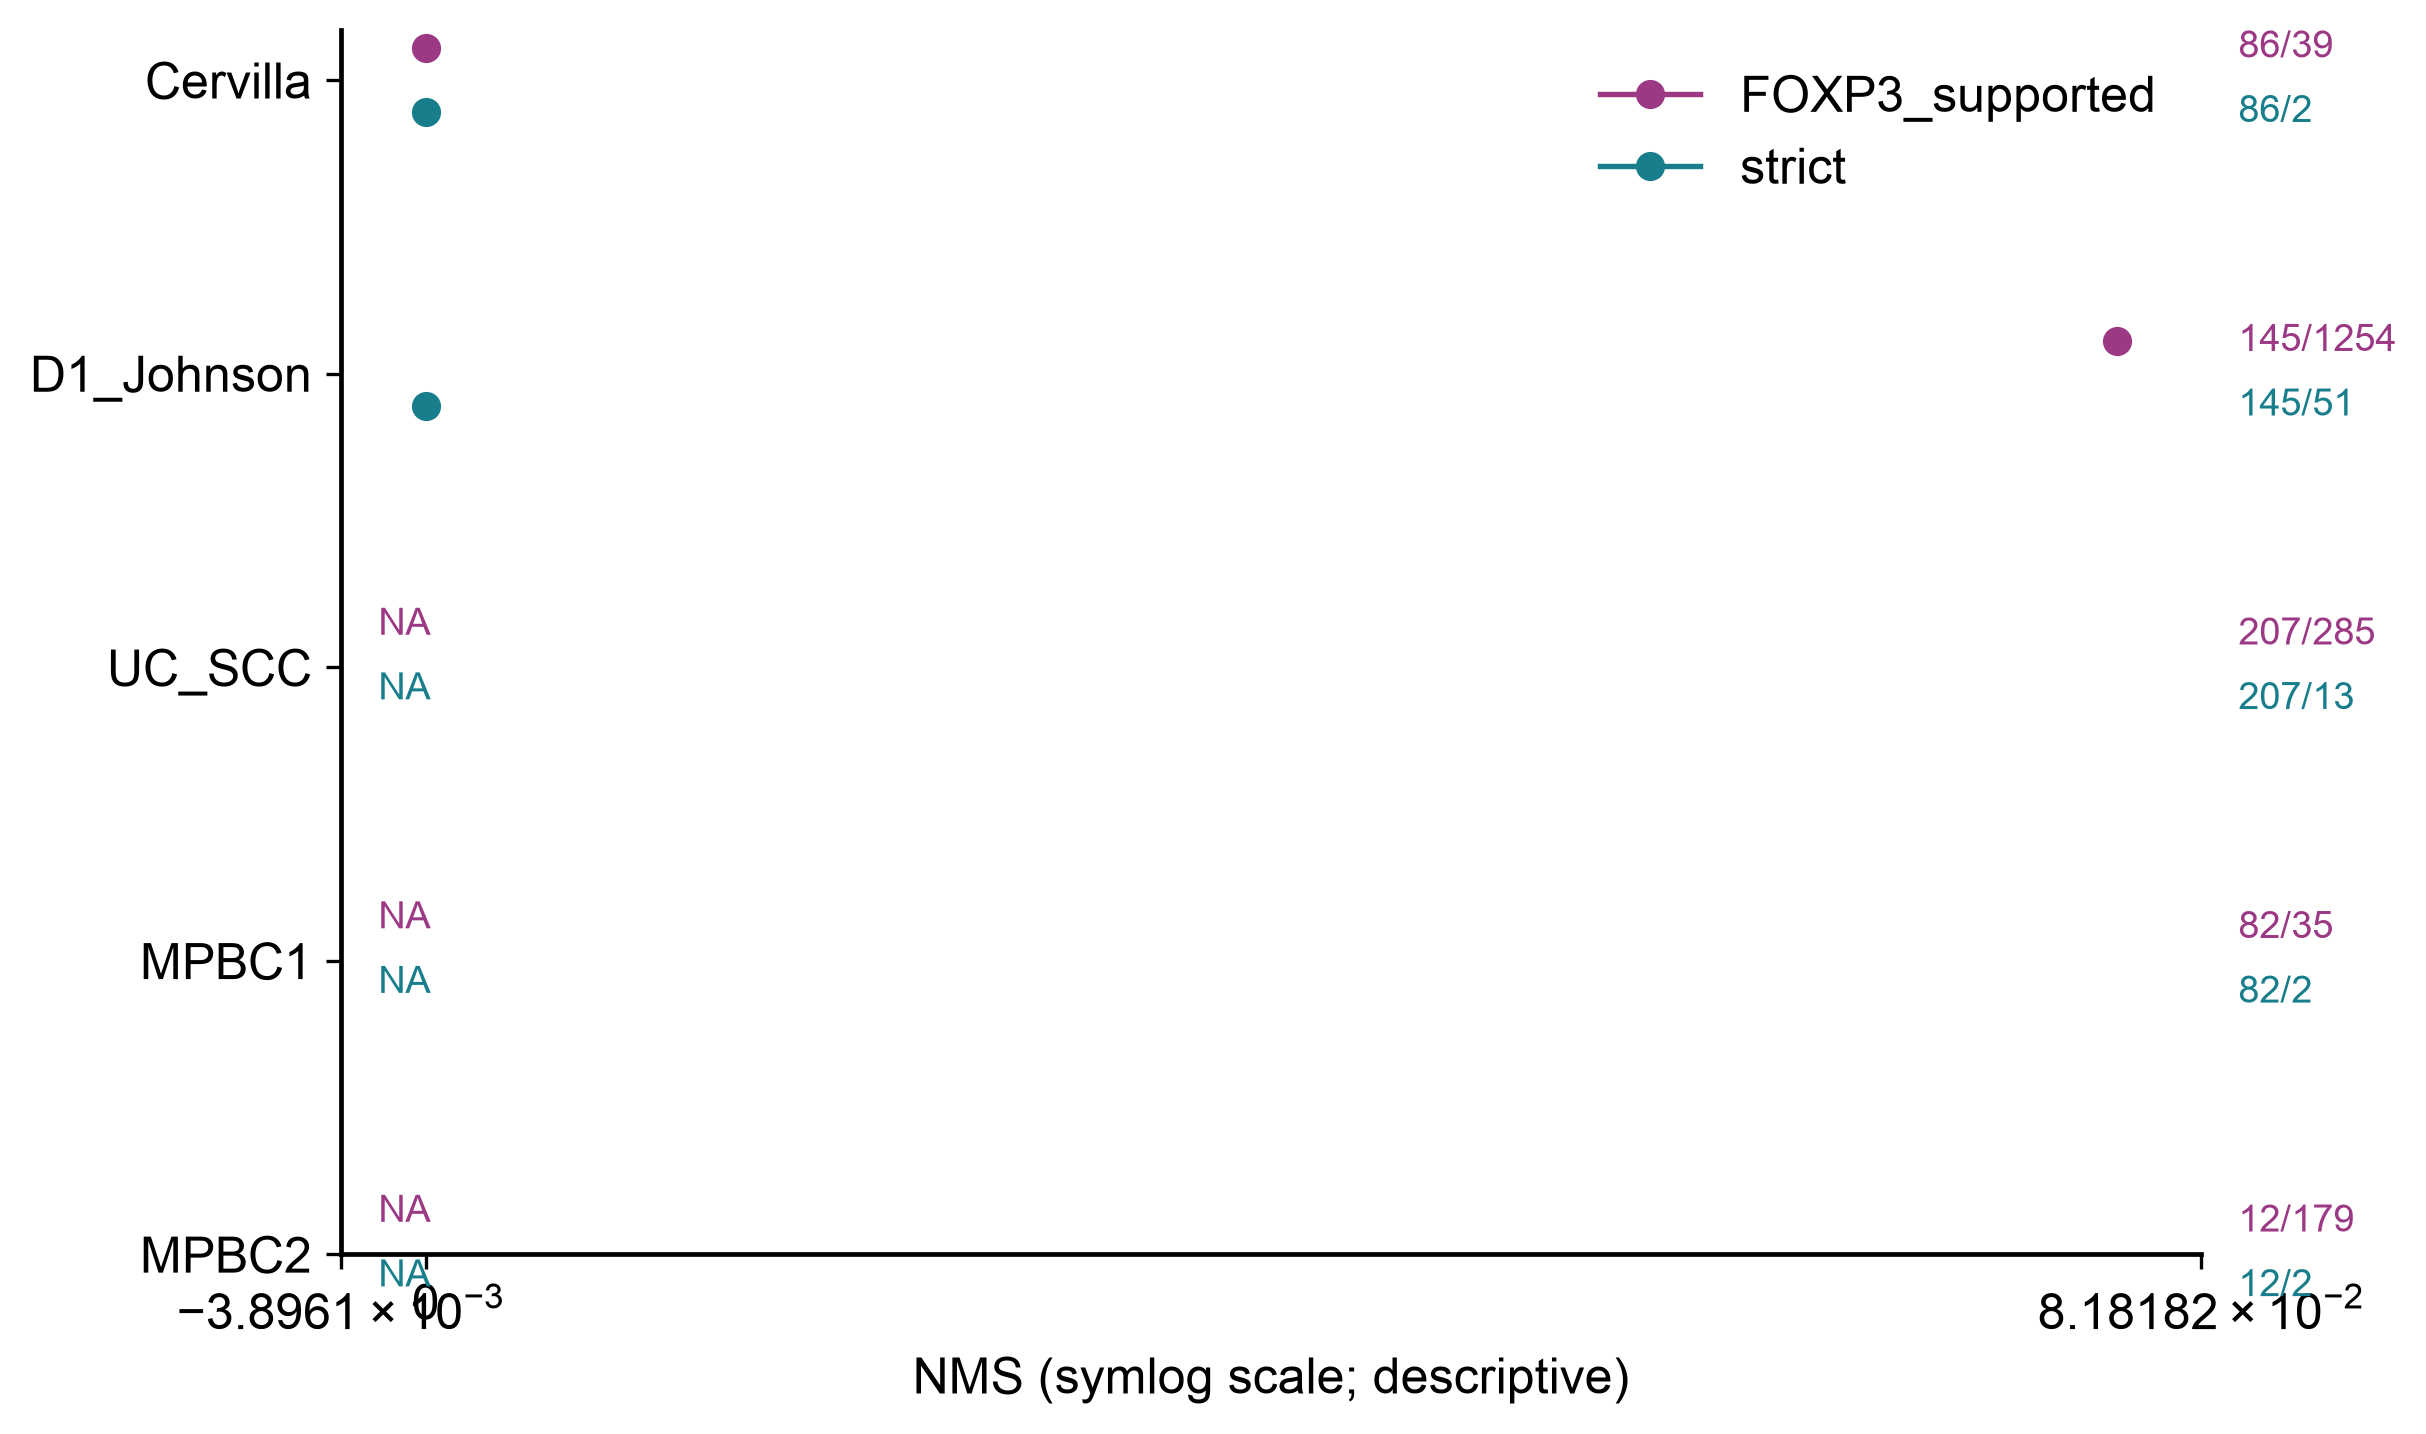 Cervilla
86/39
86/2
FOXP3_supported
strict
D1_Johnson
145/1254
145/51
UC_SCC
NA
NA
207/285
207/13
MPBC1
NA
NA
82/35
82/2
MPBC2
NA
NA
12/179
12/2
−3.8961 × 10⁻³
0
8.18182 × 10⁻²
NMS (symlog scale; descriptive)